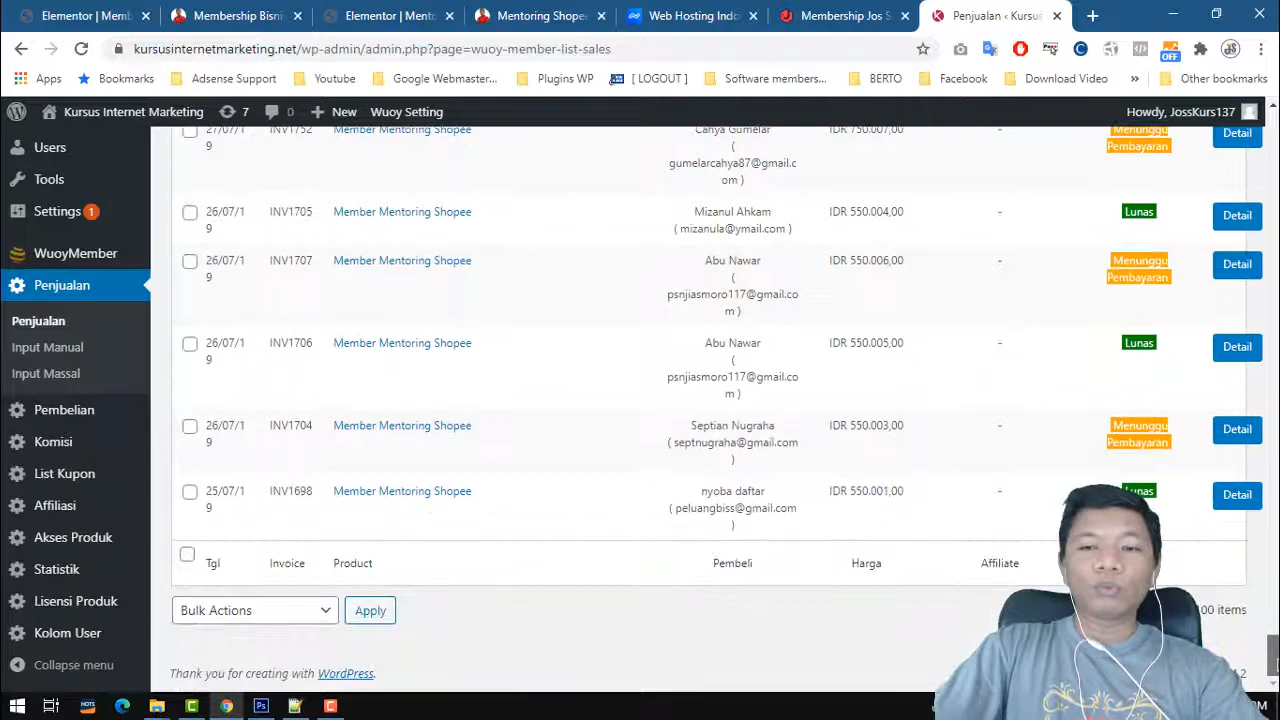 Elementor | Memb
Membership Bisni
Elementor | Mento
Mentoring Shope
Web Hosting Indo
Membership Jos S
Penjualan ‹ Kursus
kursusinternetmarketing.net/wp-admin/admin.php?page=wuoy-member-list-sales
OFF
Apps
Bookmarks
Adsense Support
Youtube
Google Webmaster...
Plugins WP
[ LOGOUT ]
Software members...
BERTO
Facebook
Download Video
»
Other bookmarks
Kursus Internet Marketing
7
0
New
Wuoy Setting
Howdy, JossKurs137
Users
Tools
Settings 1
WuoyMember
Penjualan
Penjualan
Input Manual
Input Massal
Pembelian
Komisi
List Kupon
Affiliasi
Akses Produk
Statistik
Lisensi Produk
Kolom User
Collapse menu
27/07/1
9
INV1752
Member Mentoring Shopee
Cahya Gumelar
(
gumelarcahya87@gmail.c
om )
IDR 750.007,00
-
Menunggu
Pembayaran
Detail
26/07/1
9
INV1705
Member Mentoring Shopee
Mizanul Ahkam
( mizanula@ymail.com )
IDR 550.004,00
-
Lunas
Detail
26/07/1
9
INV1707
Member Mentoring Shopee
Abu Nawar
(
psnjiasmoro117@gmail.co
m )
IDR 550.006,00
-
Menunggu
Pembayaran
Detail
26/07/1
9
INV1706
Member Mentoring Shopee
Abu Nawar
(
psnjiasmoro117@gmail.co
m )
IDR 550.005,00
-
Lunas
Detail
26/07/1
9
INV1704
Member Mentoring Shopee
Septian Nugraha
( septnugraha@gmail.com
)
IDR 550.003,00
-
Menunggu
Pembayaran
Detail
25/07/1
9
INV1698
Member Mentoring Shopee
nyoba daftar
( peluangbiss@gmail.com
)
IDR 550.001,00
-
Lunas
Detail
Tgl
Invoice
Product
Pembeli
Harga
Affiliate
Bulk Actions
Apply
100 items
Thank you for creating with WordPress.